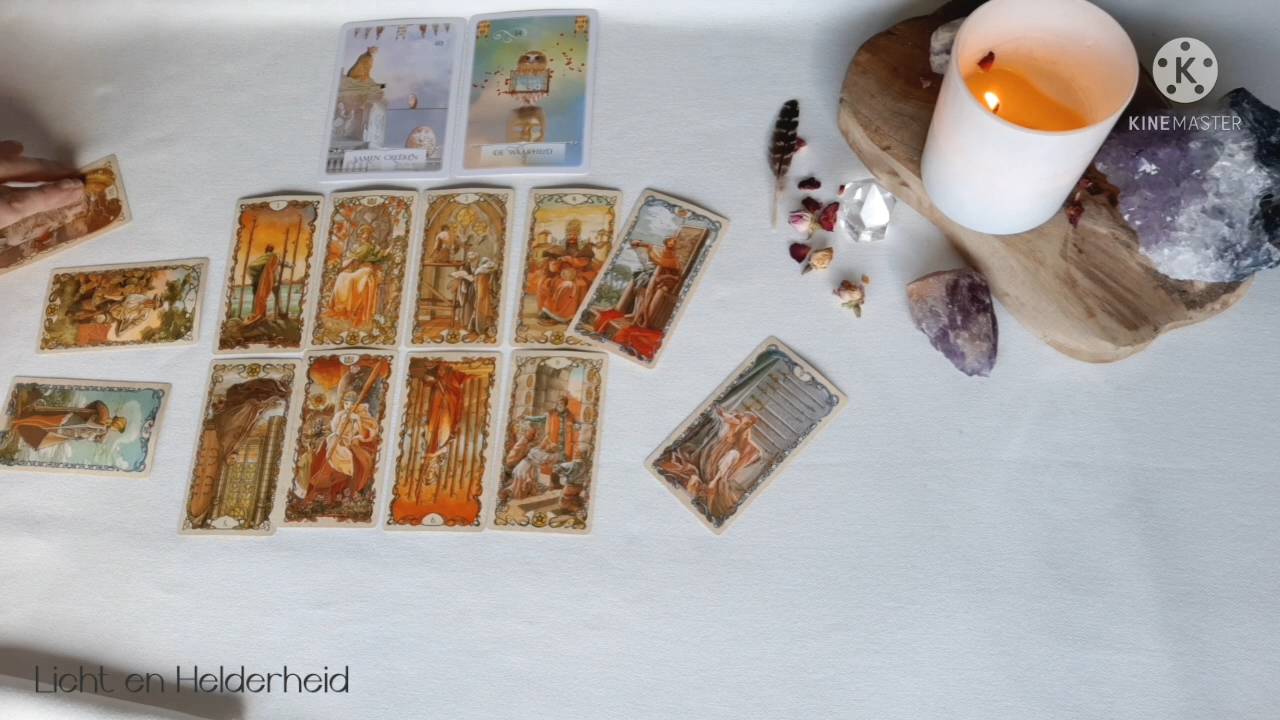 SAMEN CREËREN
DE WAARHEID
K
KINEMASTER
Licht en Helderheid